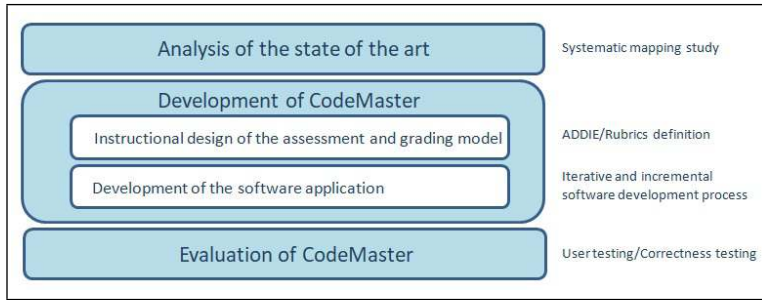 Analysis of the state of the art
Systematic mapping study
Development of CodeMaster
Instructional design of the assessment and grading model
ADDIE/Rubrics definition
Development of the software application
Iterative and incremental
software development process
Evaluation of CodeMaster
User testing/Correctness testing